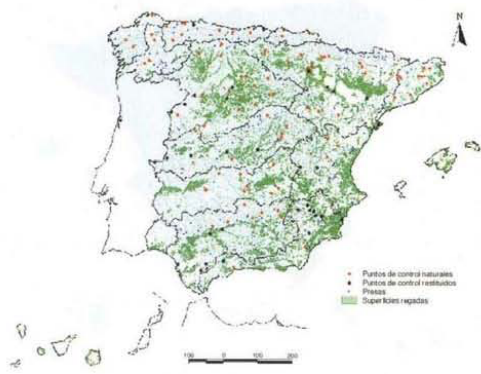 N
Puntos de control naturales
Puntos de control restituidos
Presas
Superficies regadas
100 0 100 200